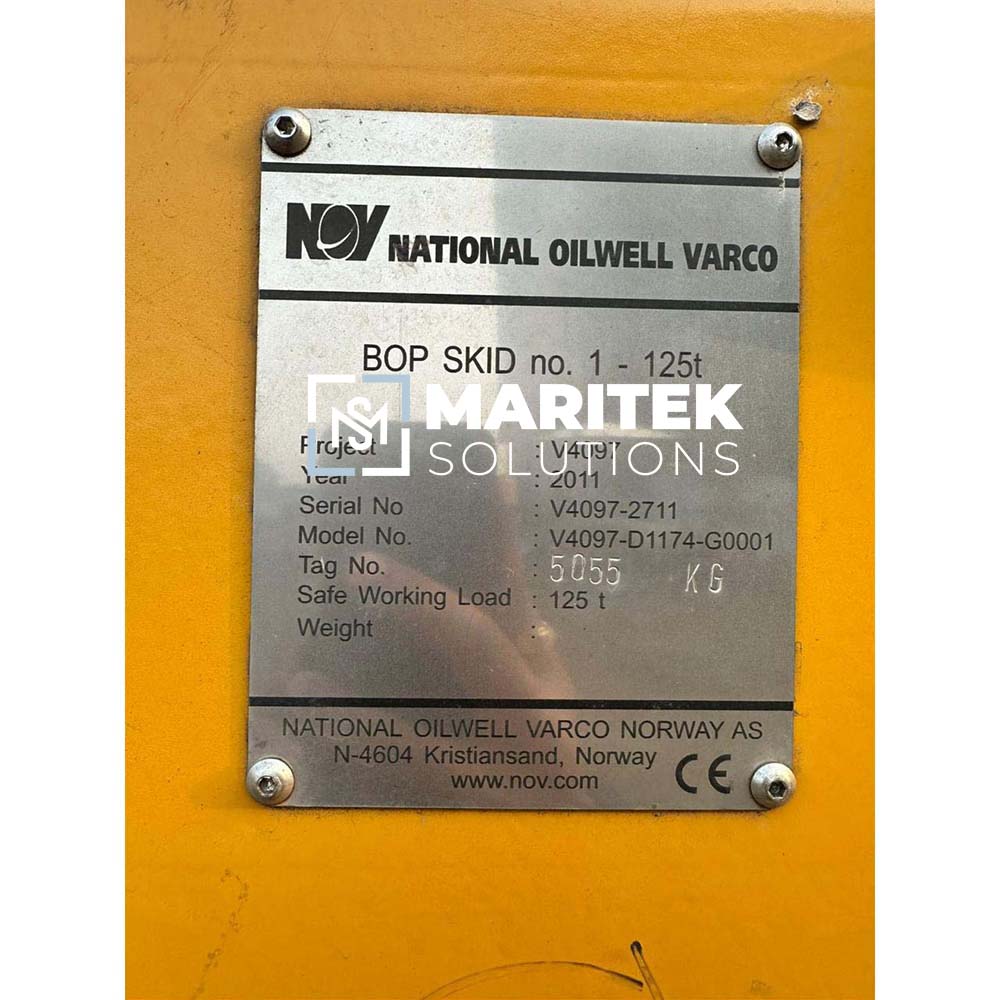 NOV NATIONAL OILWELL VARCO
BOP SKID no. 1 - 125t
MARITEK
SOLUTIONS
Project : V4097
Year : 2011
Serial No : V4097-2711
Model No. : V4097-D1174-G0001
Tag No. : 5055 KG
Safe Working Load : 125 t
Weight :
NATIONAL OILWELL VARCO NORWAY AS
N-4604 Kristiansand, Norway
www.nov.com CE